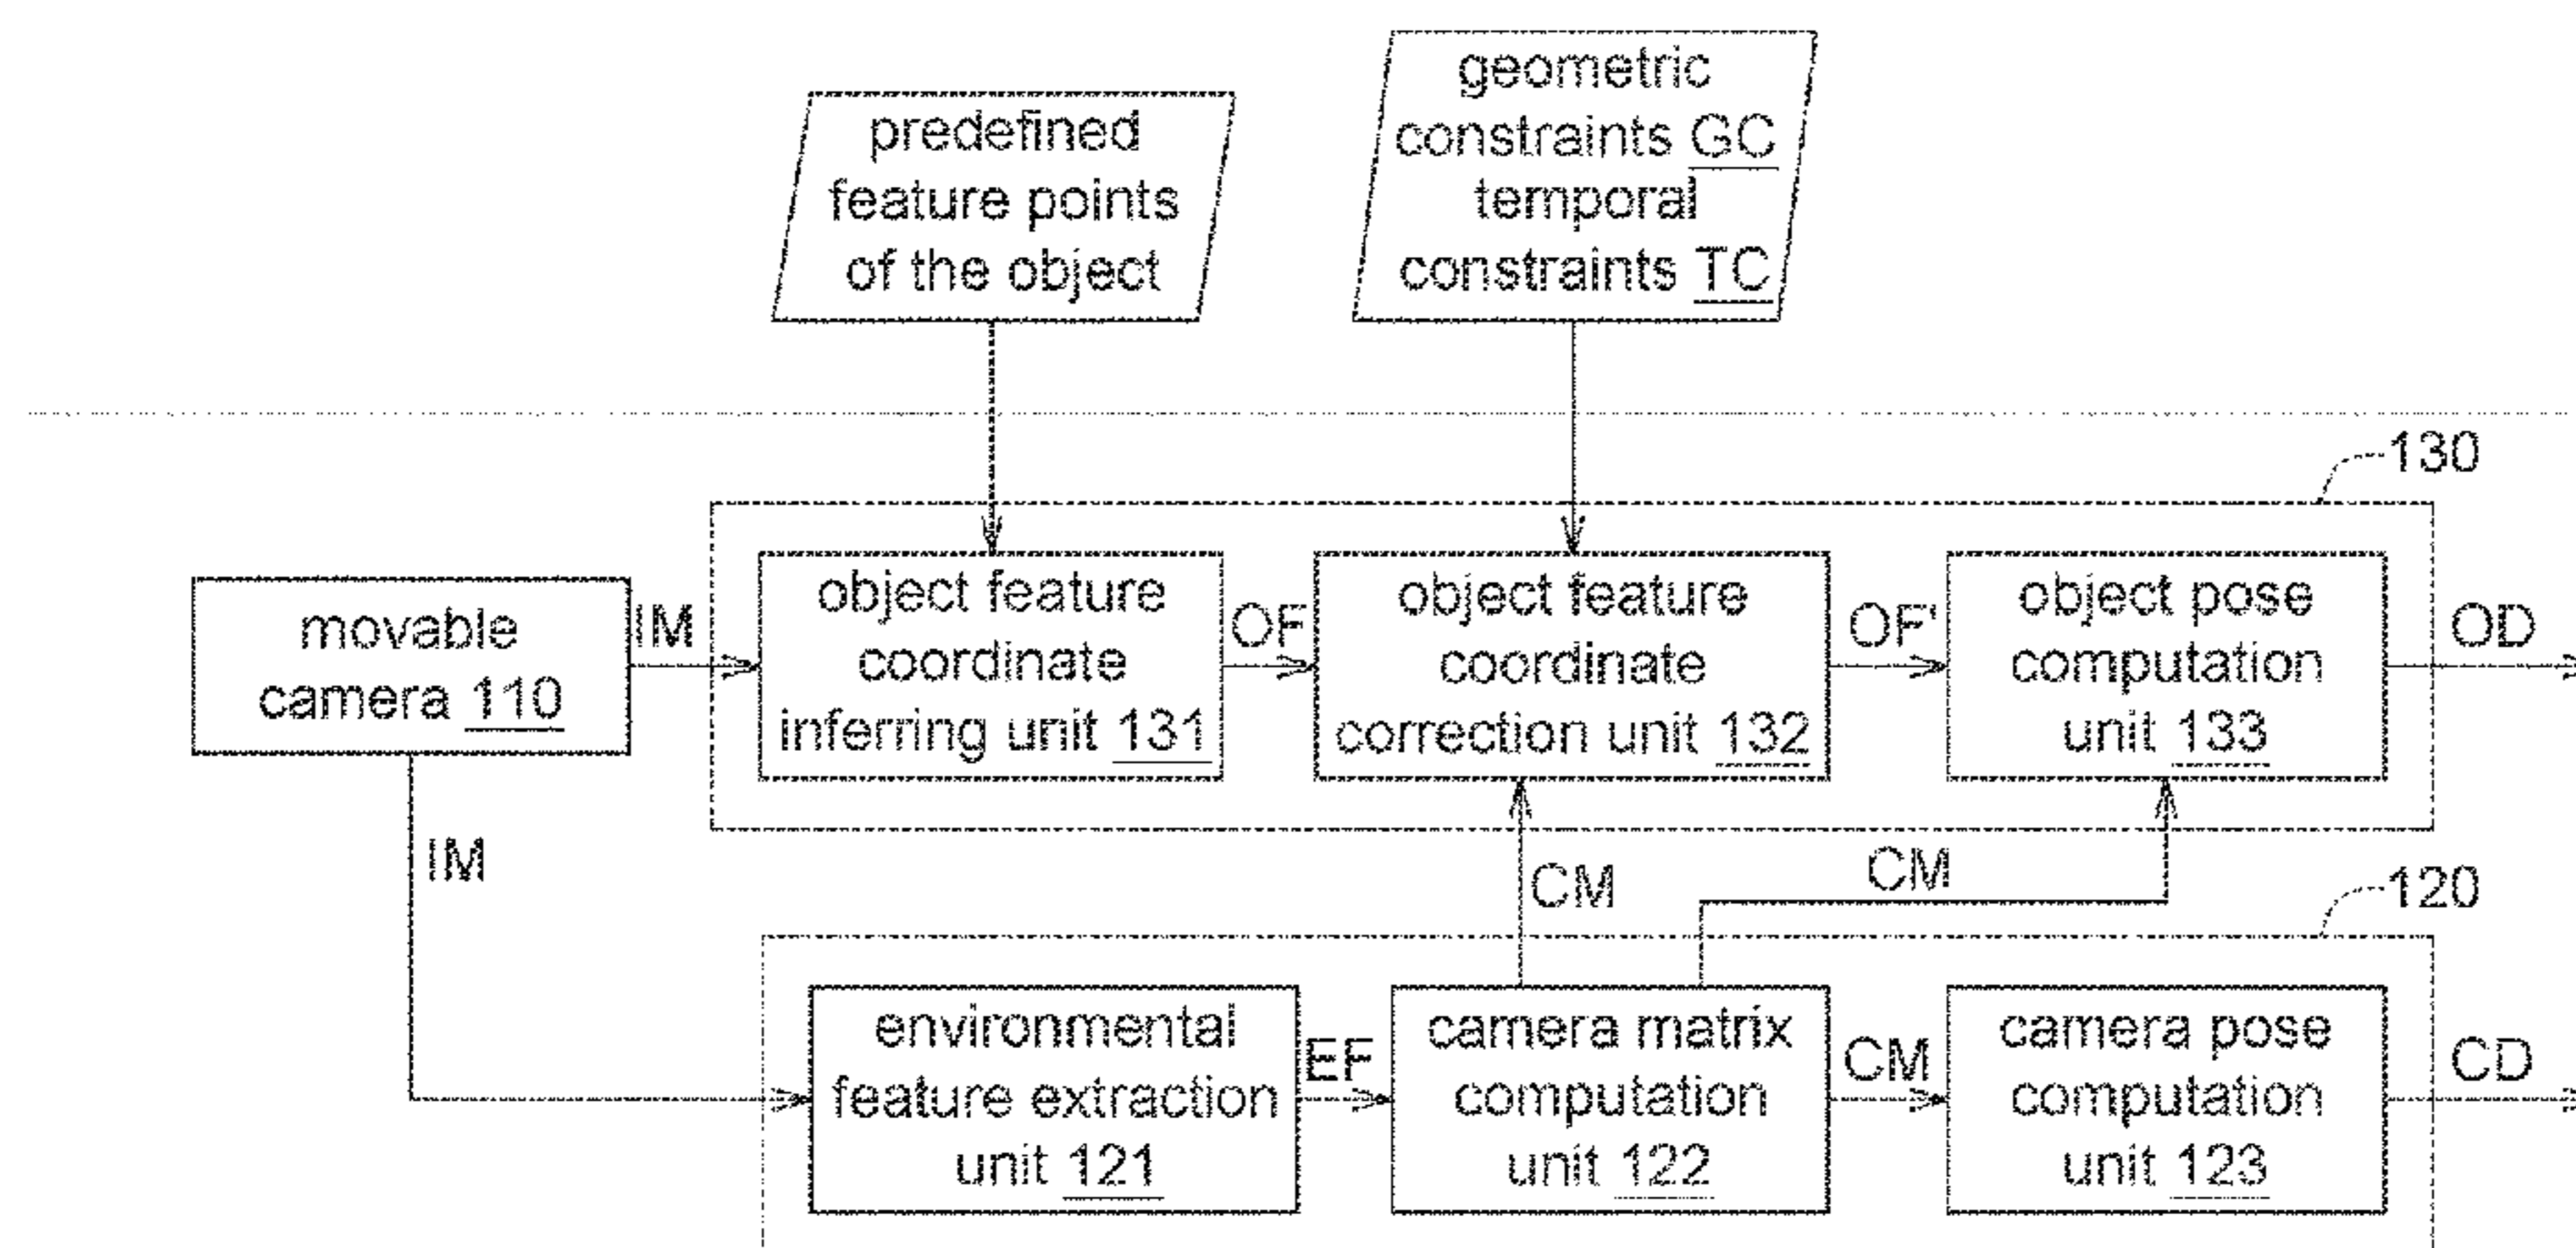 geometric
constraints GC
temporal
constraints TC
predefined
feature points
of the object
130
movable
camera 110
IM
object feature
coordinate
inferring unit 131
OF
object feature
coordinate
correction unit 132
OF'
object pose
computation
unit 133
OD
IM
CM
CM
120
environmental
feature extraction
unit 121
EF
camera matrix
computation
unit 122
CM
camera pose
computation
unit 123
CD